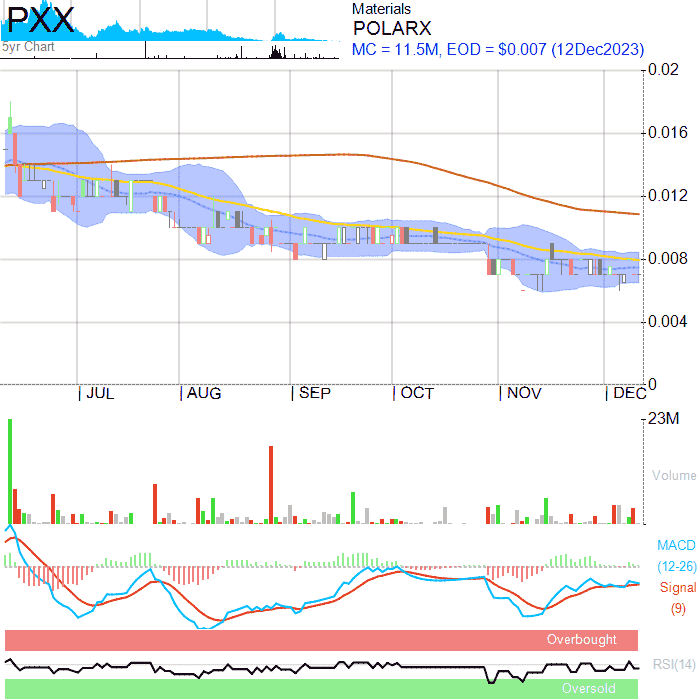 PXX
5yr Chart
Materials
POLARX
MC = 11.5M, EOD = $0.007 (12Dec2023)
0.02
0.016
0.012
0.008
0.004
0
JUL AUG SEP OCT NOV DEC
23M
Volume
MACD
(12-26)
Signal
(9)
Overbought
RSI(14)
Oversold